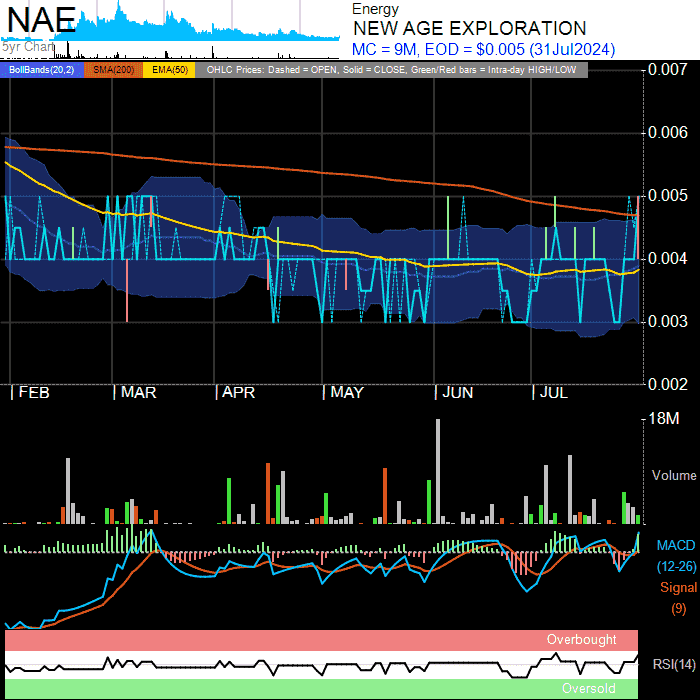 NAE
5yr Chart
Energy
NEW AGE EXPLORATION
MC = 9M, EOD = $0.005 (31Jul2024)
BollBands(20,2) SMA(200) EMA(50) OHLC Prices: Dashed = OPEN, Solid = CLOSE, Green/Red bars = Intra-day HIGH/LOW
0.007
0.006
0.005
0.004
0.003
0.002
FEB MAR APR MAY JUN JUL
18M
Volume
MACD
(12-26)
Signal
(9)
Overbought
RSI(14)
Oversold